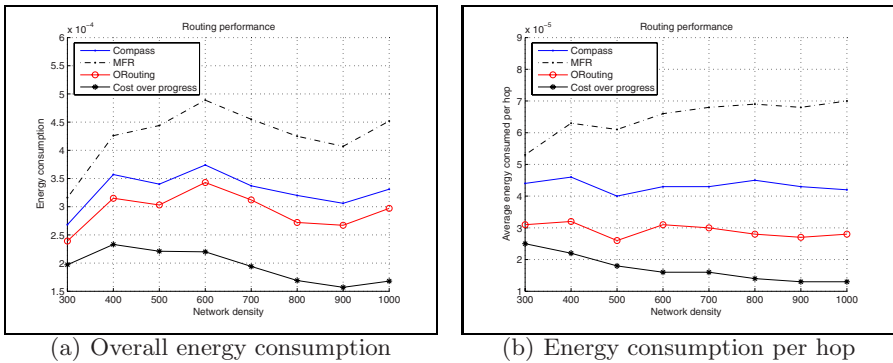 Routing performance
x 10⁻⁴
Compass
MFR
ORouting
Cost over progress
Energy consumption
6
5.5
5
4.5
4
3.5
3
2.5
2
1.5
300 400 500 600 700 800 900 1000
Network density
(a) Overall energy consumption
Routing performance
x 10⁻⁵
Compass
MFR
ORouting
Cost over progress
Average energy consumed per hop
9
8
7
6
5
4
3
2
1
300 400 500 600 700 800 900 1000
Network density
(b) Energy consumption per hop